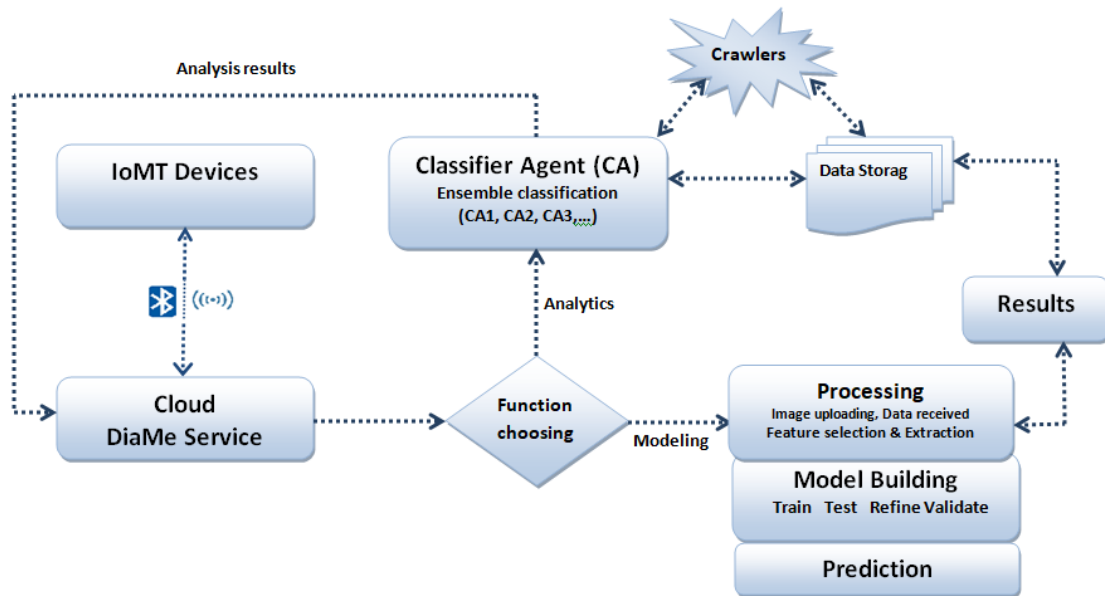 Crawlers
Analysis results
IoMT Devices
Classifier Agent (CA)
Ensemble classification
(CA1, CA2, CA3,...)
Data Storag
Analytics
Results
Cloud
DiaMe Service
Function
choosing
Modeling
Processing
Image uploading, Data received
Feature selection & Extraction
Model Building
Train Test Refine Validate
Prediction